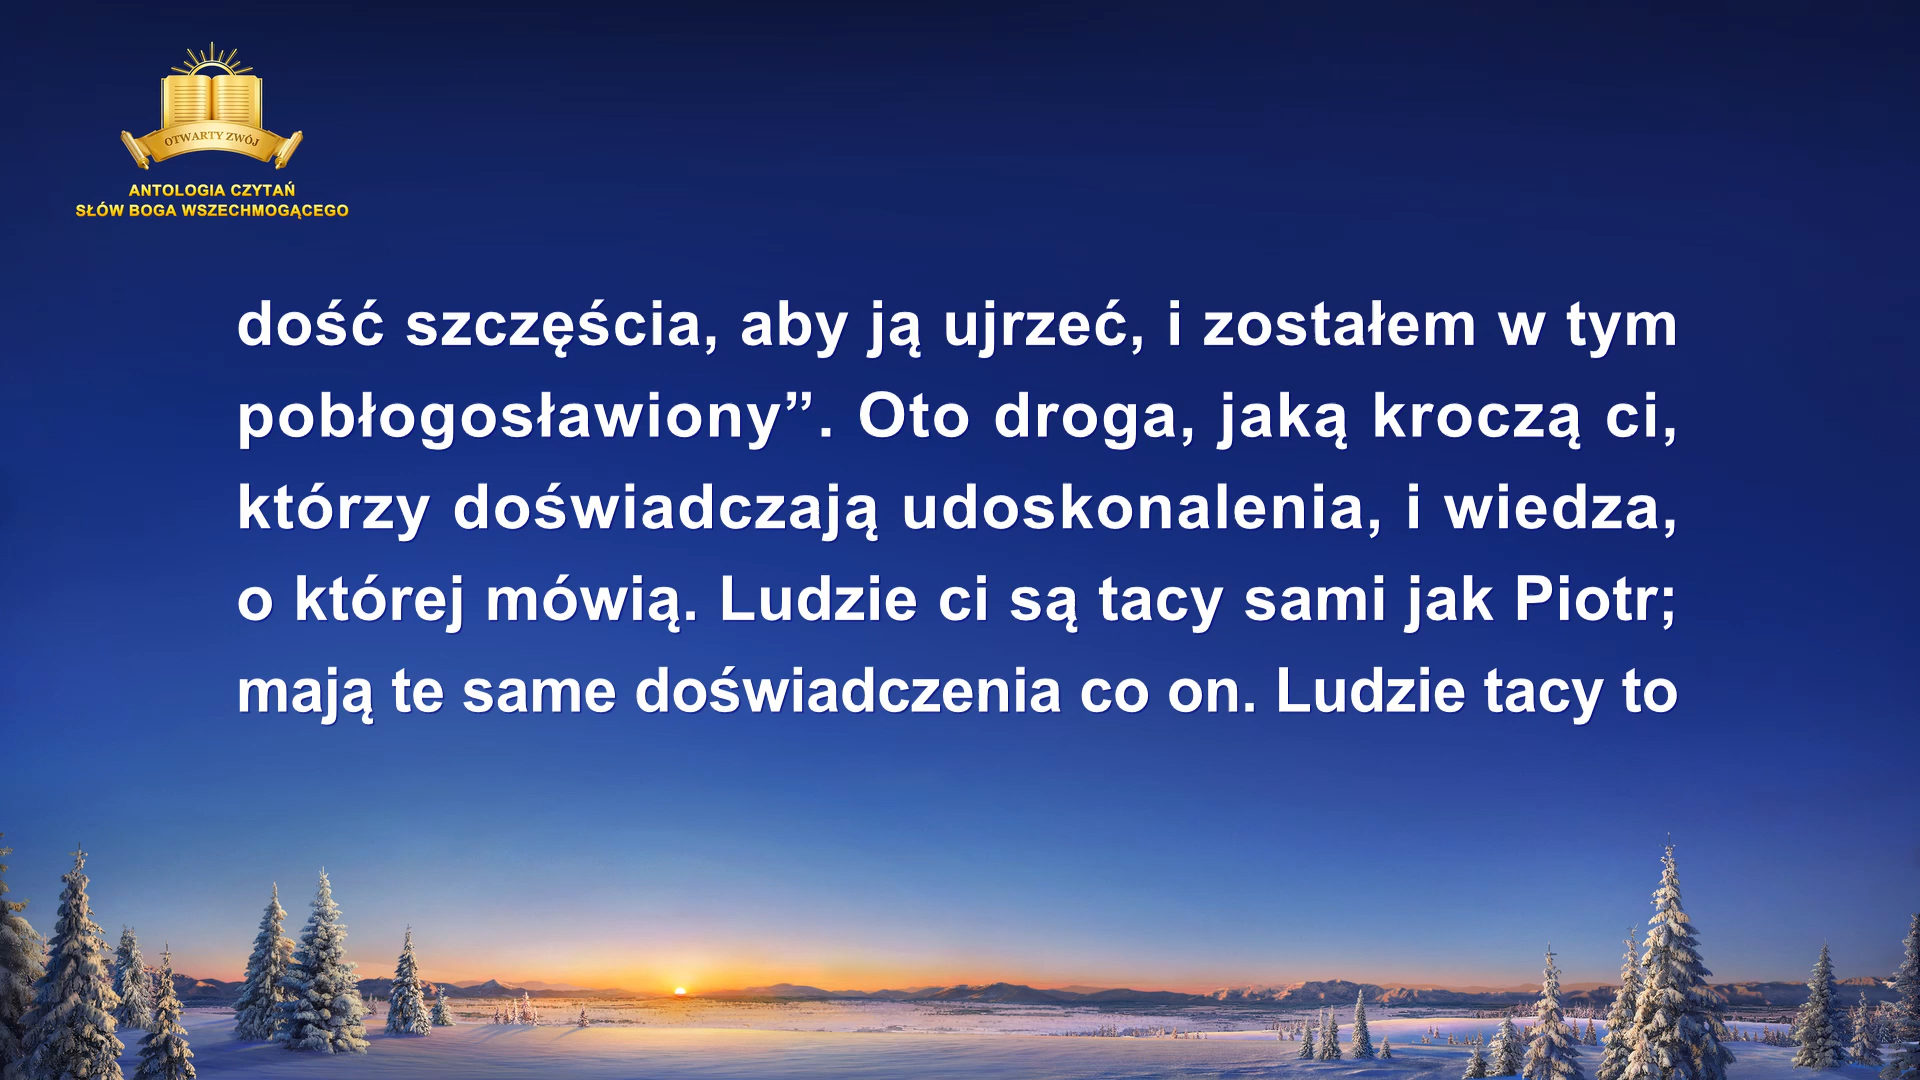 OTWARTY ZWÓJ
ANTOLOGIA CZYTAŃ
SŁÓW BOGA WSZECHMOGĄCEGO
dość szczęścia, aby ją ujrzeć, i zostałem w tym
pobłogosławiony”. Oto droga, jaką kroczą ci,
którzy doświadczają udoskonalenia, i wiedza,
o której mówią. Ludzie ci są tacy sami jak Piotr;
mają te same doświadczenia co on. Ludzie tacy to